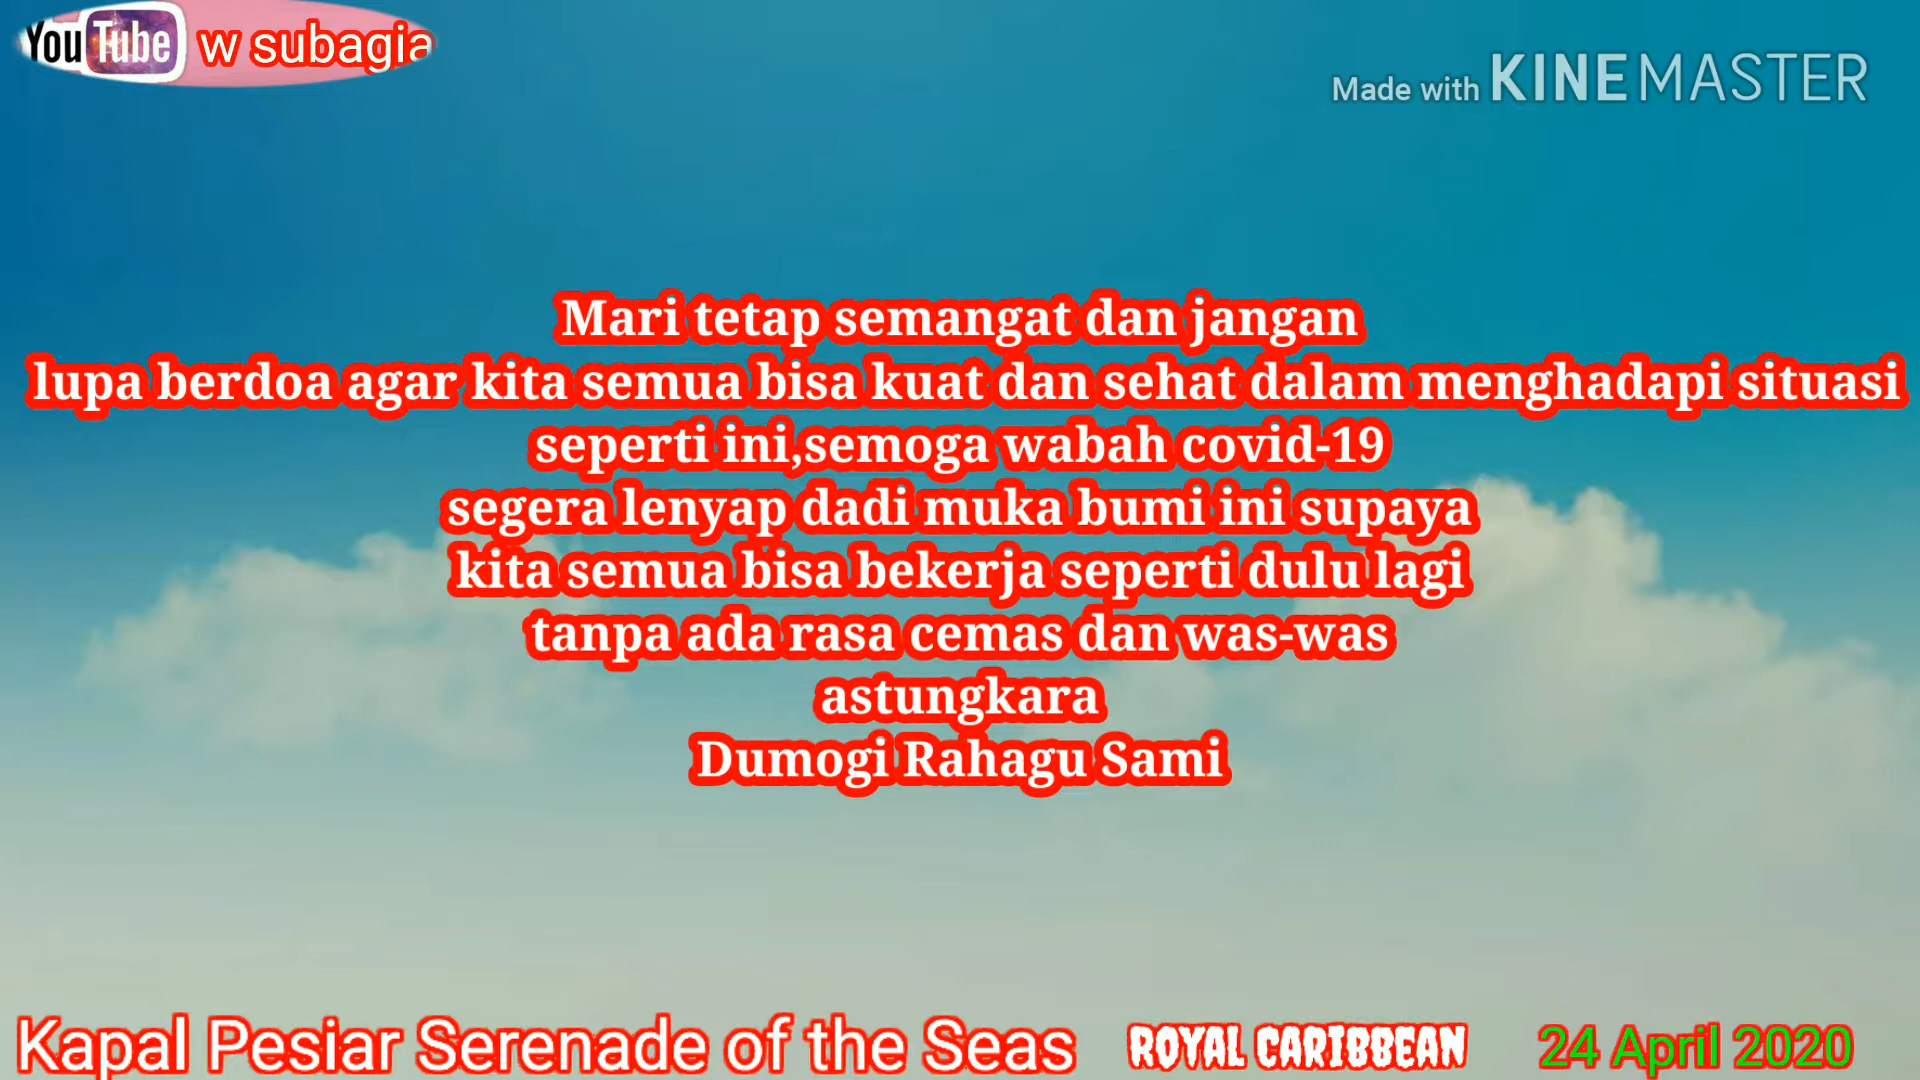 YouTube w subagia
Made with KINEMASTER
Mari tetap semangat dan jangan
lupa berdoa agar kita semua bisa kuat dan sehat dalam menghadapi situasi
seperti ini,semoga wabah covid-19
segera lenyap dadi muka bumi ini supaya
kita semua bisa bekerja seperti dulu lagi
tanpa ada rasa cemas dan was-was
astungkara
Dumogi Rahagu Sami
Kapal Pesiar Serenade of the Seas ROYAL CARIBBEAN 24 April 2020